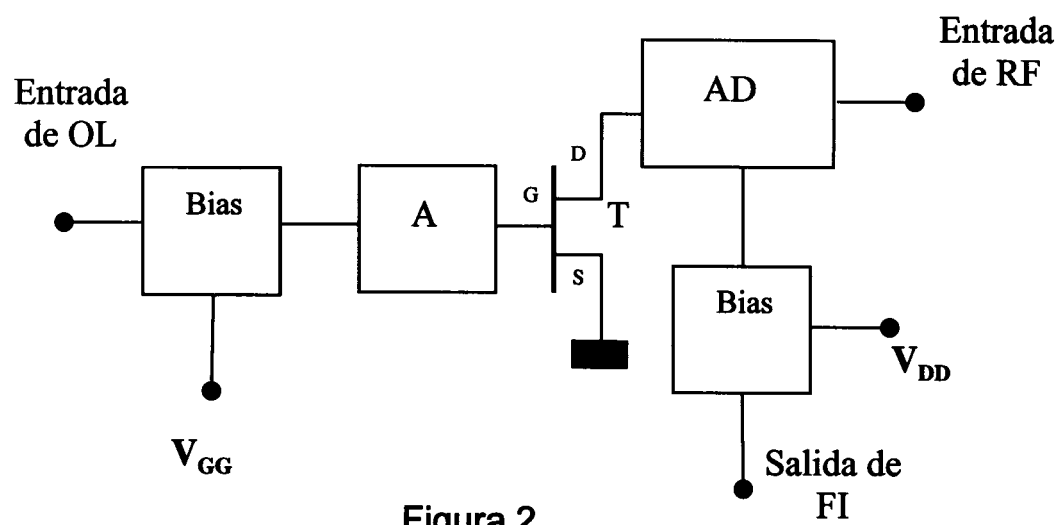 Entrada
de OL
Bias
V_GG
A
G
D
S
T
AD
Entrada
de RF
Bias
V_DD
Salida de
FI
Figura 2